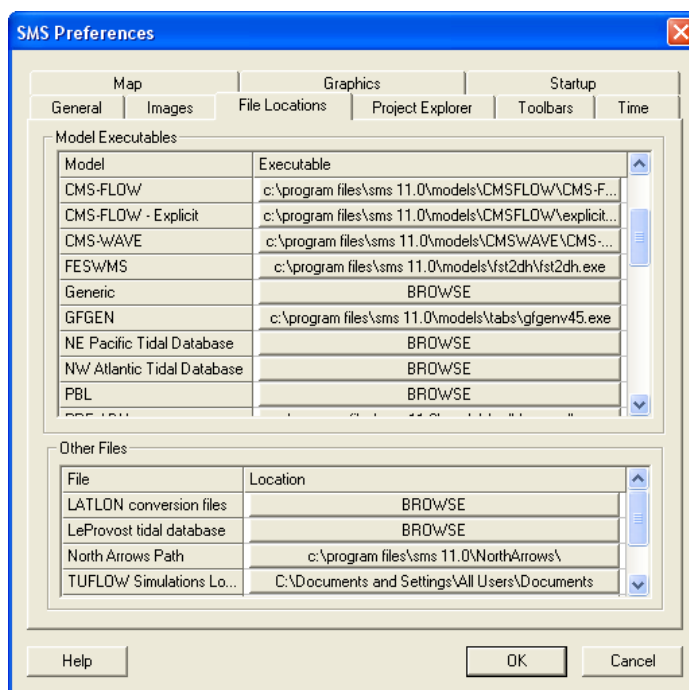 SMS Preferences
Map Graphics Startup
General Images File Locations Project Explorer Toolbars Time
Model Executables
Model Executable
CMS-FLOW c:\program files\sms 11.0\models\CMSFLOW\CMS-F...
CMS-FLOW - Explicit c:\program files\sms 11.0\models\CMSFLOW\explicit...
CMS-WAVE c:\program files\sms 11.0\models\CMSWAVE\CMS-...
FESWMS c:\program files\sms 11.0\models\fst2dh\fst2dh.exe
Generic BROWSE
GFGEN c:\program files\sms 11.0\models\tabs\gfgenv45.exe
NE Pacific Tidal Database BROWSE
NW Atlantic Tidal Database BROWSE
PBL BROWSE
Other Files
File Location
LATLON conversion files BROWSE
LeProvost tidal database BROWSE
North Arrows Path c:\program files\sms 11.0\NorthArrows\
TUFLOW Simulations Lo... C:\Documents and Settings\All Users\Documents
Help OK Cancel